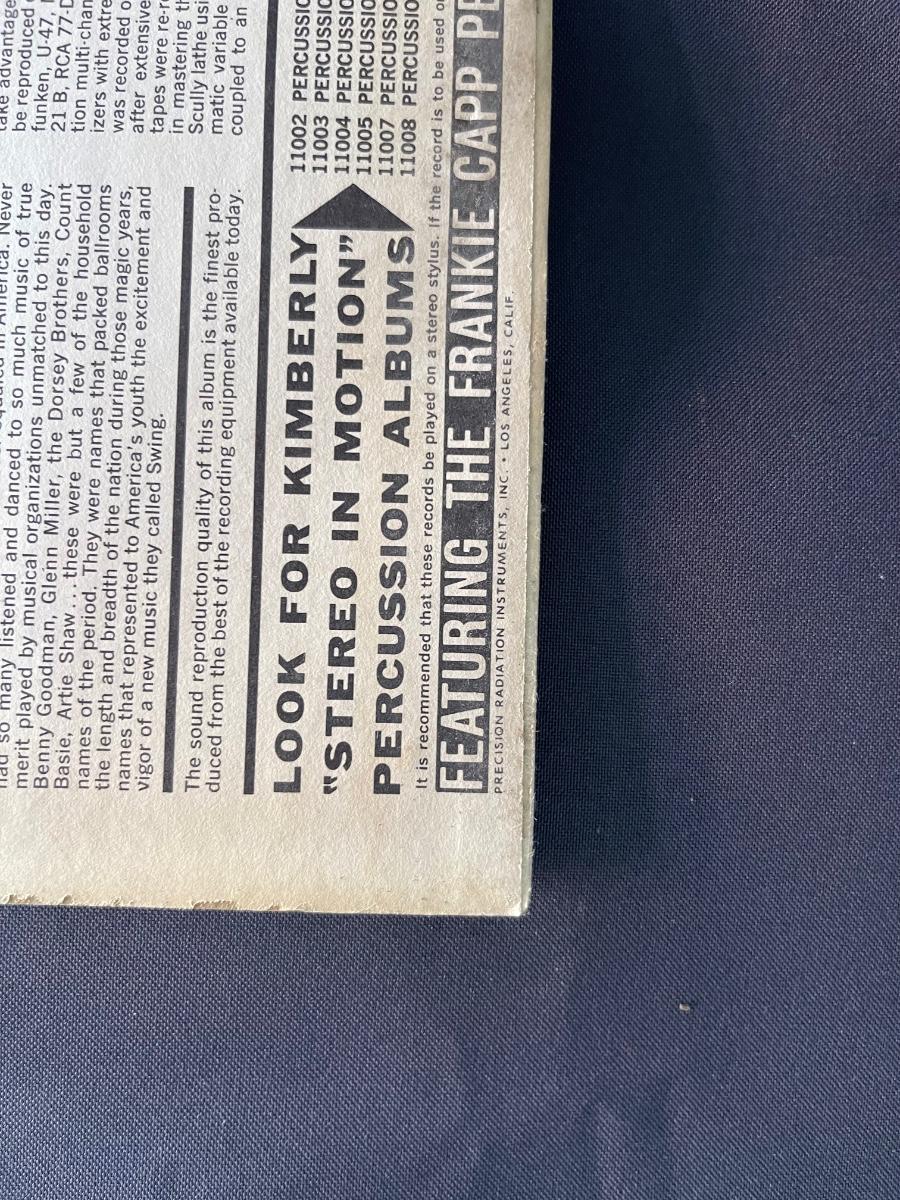 had so many listened and danced to so much music of true
merit played by musical organizations unmatched to this day.
Benny Goodman, Glenn Miller, the Dorsey Brothers, Count
Basie, Artie Shaw... these were but a few of the household
names of the period. They were names that packed ballrooms
the length and breadth of the nation during those magic years,
names that represented to America's youth the excitement and
vigor of a new music they called Swing.
The sound reproduction quality of this album is the finest pro-
duced from the best of the recording equipment available today.
take advantage
be reproduced
funken, U-47,
21 B, RCA 77-D
tion multi-chan
izers with extre
was recorded o
after extensive
tapes were re-r
in mastering th
Scully lathe usi
matic variable
coupled to an
LOOK FOR KIMBERLY
"STEREO IN MOTION"
PERCUSSION ALBUMS
11002 PERCUSSIO
11003 PERCUSSIO
11004 PERCUSSIO
11005 PERCUSSIO
11007 PERCUSSIO
11008 PERCUSSIO
It is recommended that these records be played on a stereo stylus. If the record is to be used o
FEATURING THE FRANKIE CAPP PE
PRECISION RADIATION INSTRUMENTS, INC. • LOS ANGELES, CALIF.